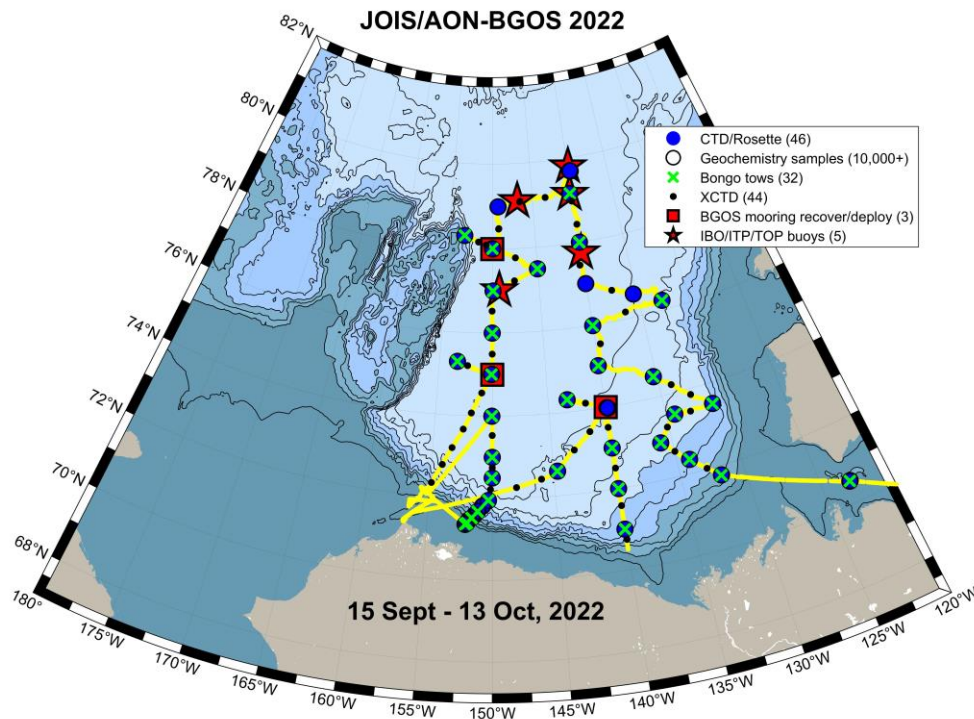 JOIS/AON-BGOS 2022
82°N
80°N
78°N
76°N
74°N
72°N
70°N
68°N
CTD/Rosette (46)
Geochemistry samples (10,000+)
Bongo tows (32)
XCTD (44)
BGOS mooring recover/deploy (3)
IBO/ITP/TOP buoys (5)
15 Sept - 13 Oct, 2022
180°
175°W
170°W
165°W
160°W
155°W
150°W
145°W
140°W
135°W
130°W
125°W
120°W